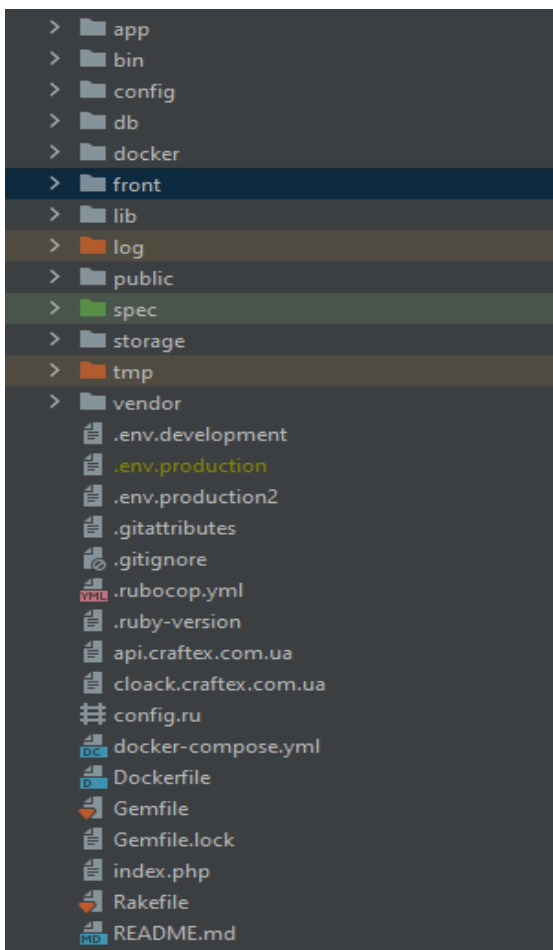 app
bin
config
db
docker
front
lib
log
public
spec
storage
tmp
vendor
.env.development
.env.production
.env.production2
.gitattributes
.gitignore
.rubocop.yml
.ruby-version
api.craftex.com.ua
cloack.craftex.com.ua
config.ru
docker-compose.yml
Dockerfile
Gemfile
Gemfile.lock
index.php
Rakefile
README.md